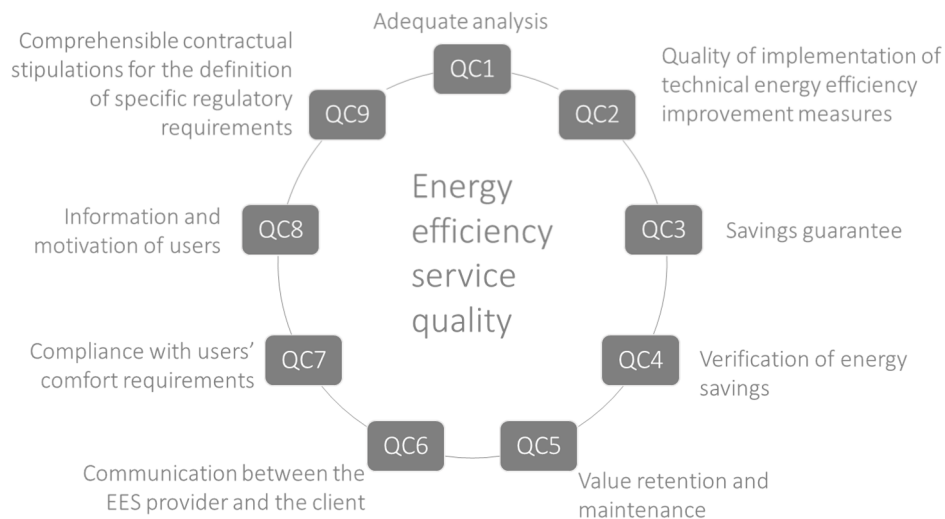 Adequate analysis
QC1
Quality of implementation of
technical energy efficiency
improvement measures
QC2
QC3
Savings guarantee
QC4
Verification of energy
savings
QC5
Value retention and
maintenance
QC6
Communication between the
EES provider and the client
QC7
Compliance with users’
comfort requirements
QC8
Information and
motivation of users
QC9
Comprehensible contractual
stipulations for the definition
of specific regulatory
requirements
Energy
efficiency
service
quality